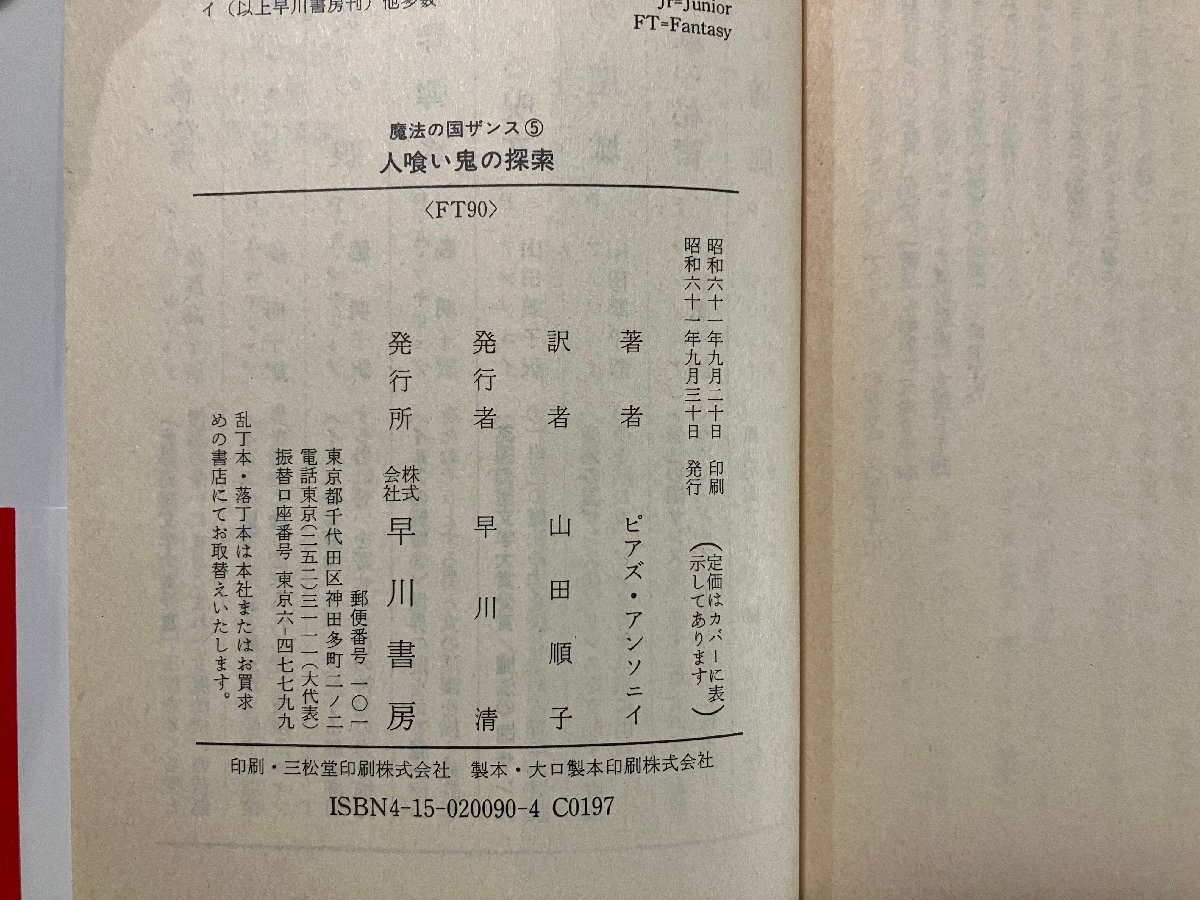 ィ（以上早川書房刊）他多数
Jr=Junior
FT=Fantasy
魔法の国ザンス⑤
人喰い鬼の探索
〈FT90〉
昭和六十一年九月二十日 印刷
昭和六十一年九月三十日 発行
（定価はカバーに表
示してあります）
著者 ピアズ・アンソニイ
訳者 山田順子
発行者 早川清
発行所 株式会社 早川書房
郵便番号 一〇一
東京都千代田区神田多町二ノ二
電話東京（二五二）三一一一（大代表）
振替口座番号 東京六-四七七九九
乱丁本・落丁本は本社またはお買求
めの書店にてお取替えいたします。
印刷・三松堂印刷株式会社 製本・大口製本印刷株式会社
ISBN4-15-020090-4 C0197